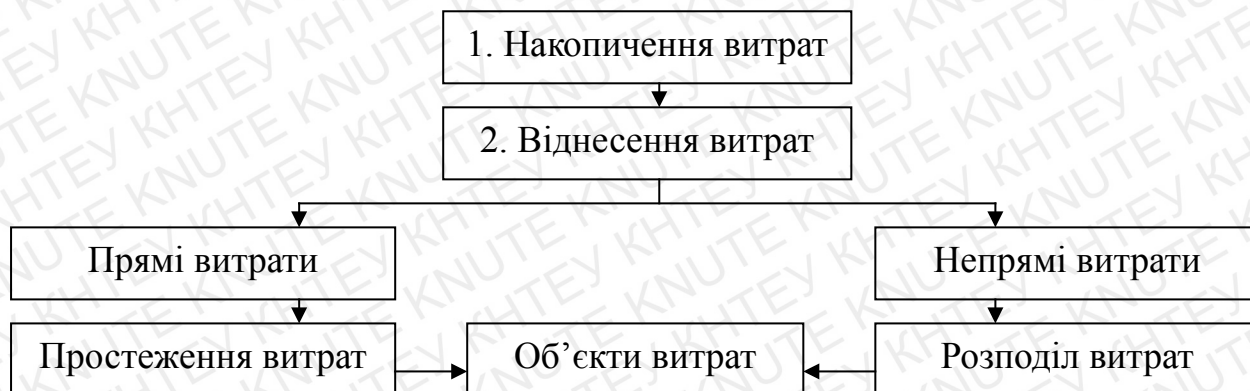 1. Накопичення витрат
2. Віднесення витрат
Прямі витрати
Непрямі витрати
Простеження витрат
Об’єкти витрат
Розподіл витрат